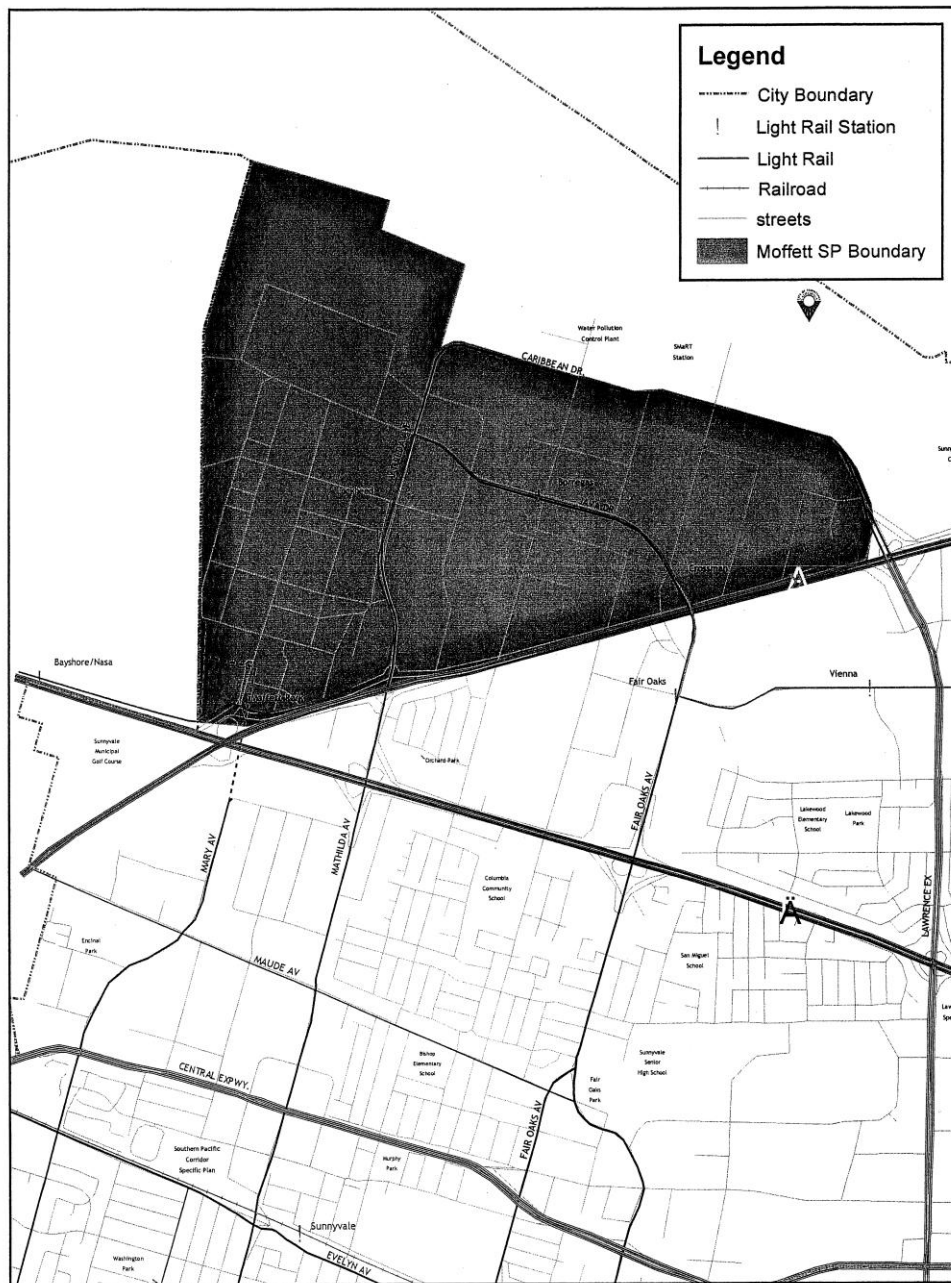 Legend
City Boundary
! Light Rail Station
Light Rail
Railroad
streets
Moffett SP Boundary
Water Pollution
Control Plant
SMaRT
Station
CARIBBEAN DR.
Sunn
A
Bayshore/Nasa
Fair Oaks
Vienna
Sunnyvale
Municipal
Golf Course
Orchard Park
MARY AV
MATHILDA AV
FAIR OAKS AV
Lakewood
Elementary
School
Lakewood
Park
Columbia
Community
School
Ä
LAWRENCE EX
Encinal
Park
MAUDE AV
San Miguel
School
Law
Spe
Bishop
Elementary
School
Sunnyvale
Senior
High School
Fair
Oaks
Park
CENTRAL EXPWY.
FAIR OAKS AV
Southern Pacific
Corridor
Specific Plan
Murphy
Park
Sunnyvale
EVELYN AV
Washington
Park